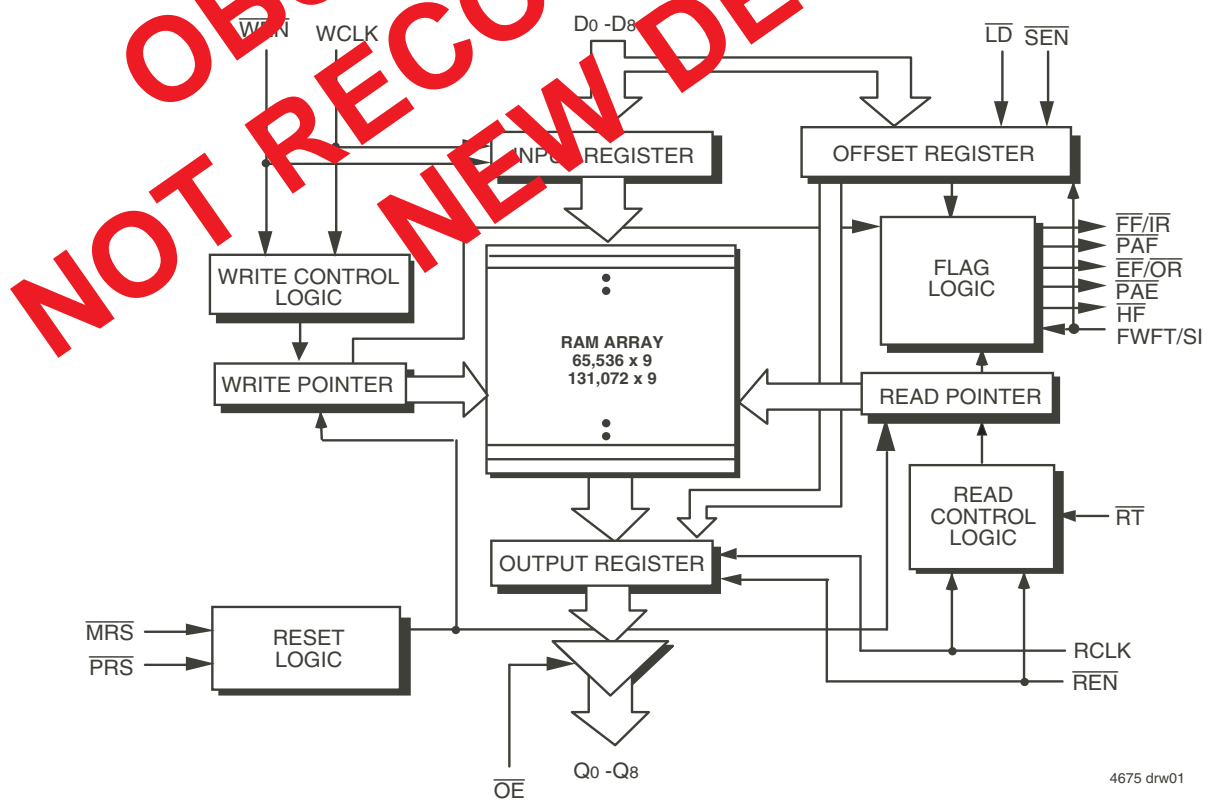 WEN WCLK D0 -D8 LD SEN
OB
NOT RECO
NEW DE
INPUT REGISTER
OFFSET REGISTER
WRITE CONTROL
LOGIC
FLAG
LOGIC
FF/IR
PAF
EF/OR
PAE
HF
FWFT/SI
RAM ARRAY
65,536 x 9
131,072 x 9
WRITE POINTER
READ POINTER
READ
CONTROL
LOGIC
RT
OUTPUT REGISTER
MRS
PRS
RESET
LOGIC
RCLK
REN
OE
Q0 -Q8
4675 drw01